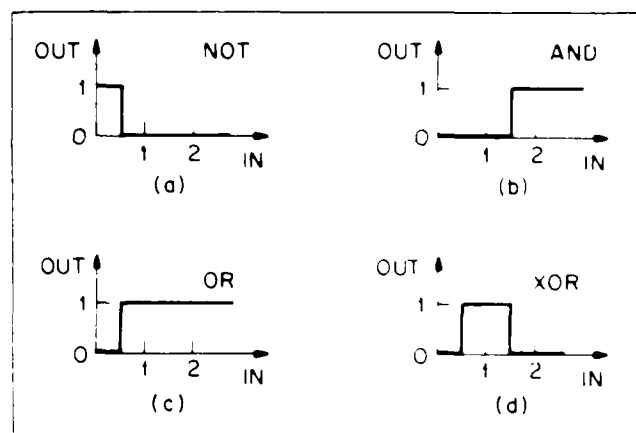 OUT NOT
1
0
1 2 IN
(a)
OUT AND
1
0
1 2 IN
(b)
OUT OR
1
0
1 2 IN
(c)
OUT XOR
1
0
1 2 IN
(d)